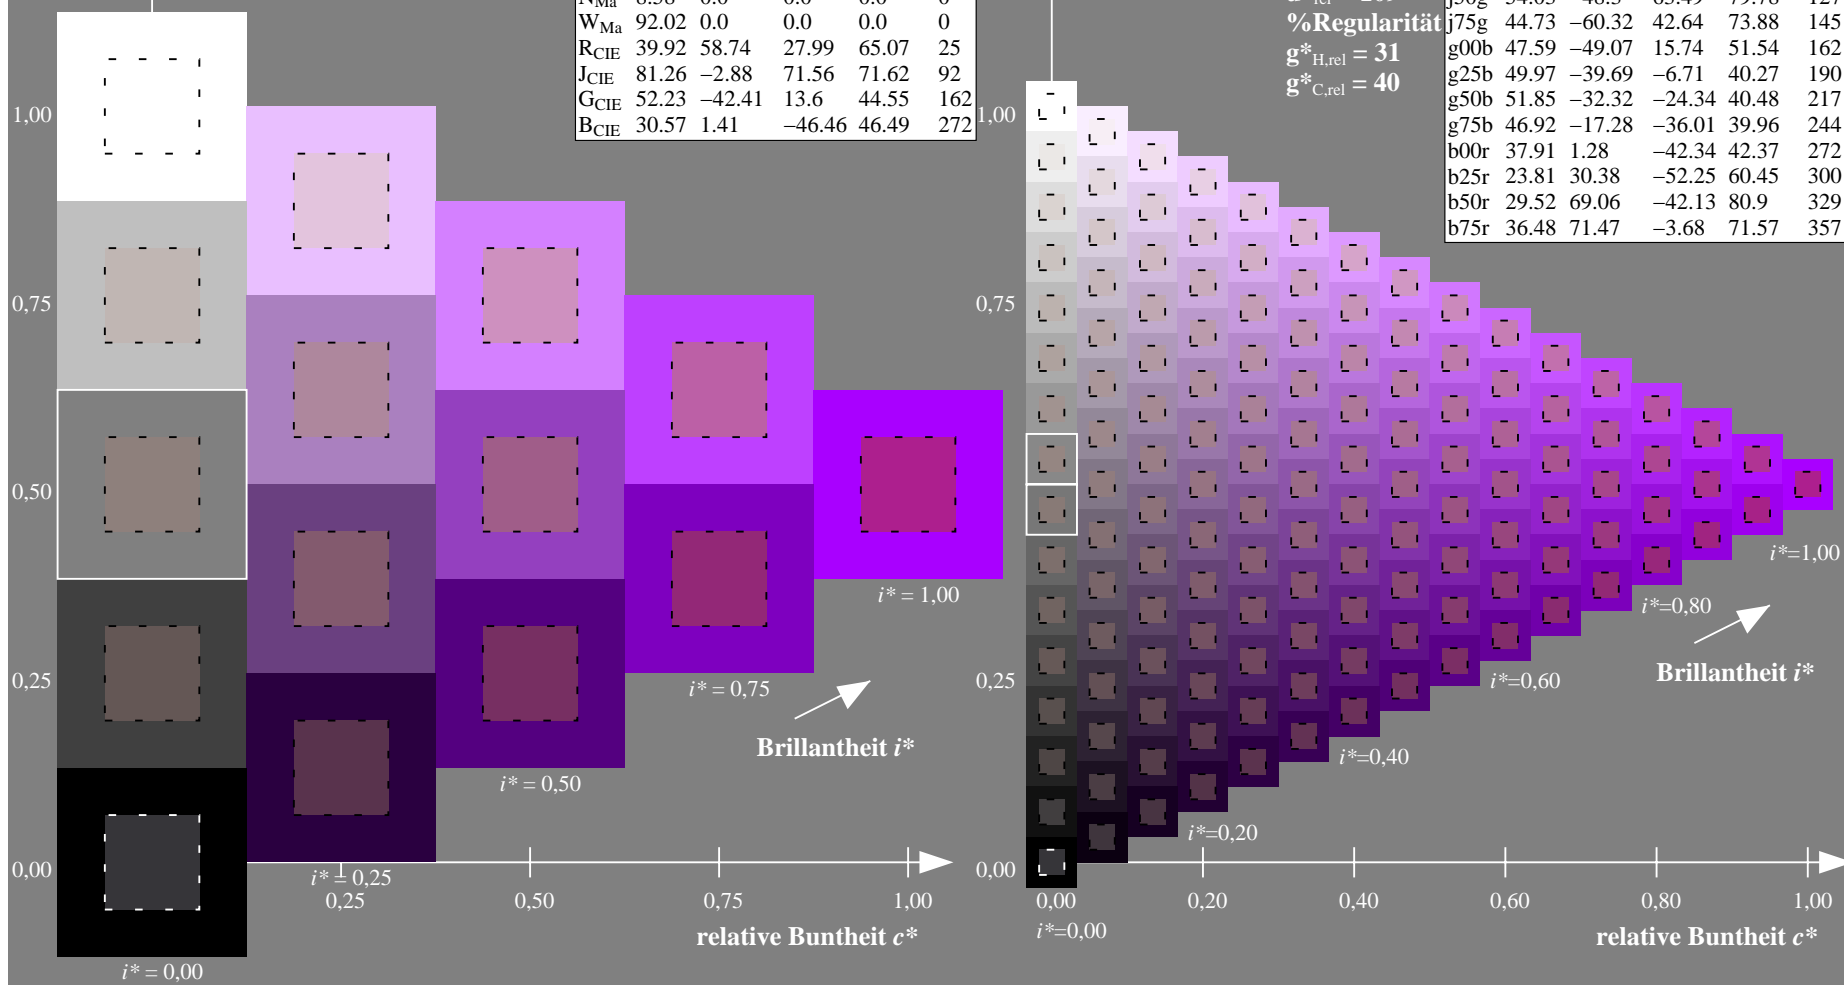 N_Ma 8.38 0.0 0.0 0.0 0
W_Ma 92.02 0.0 0.0 0.0 0
R_CIE 39.92 58.74 27.99 65.07 25
J_CIE 81.26 −2.88 71.56 71.62 92
G_CIE 52.23 −42.41 13.6 44.55 162
B_CIE 30.57 1.41 −46.46 46.49 272
%Regularität
g*H,rel = 31
g*C,rel = 40
j75g 44.73 −60.32 42.64 73.88 145
g00b 47.59 −49.07 15.74 51.54 162
g25b 49.97 −39.69 −6.71 40.27 190
g50b 51.85 −32.32 −24.34 40.48 217
g75b 46.92 −17.28 −36.01 39.96 244
b00r 37.91 1.28 −42.34 42.37 272
b25r 23.81 30.38 −52.25 60.45 300
b50r 29.52 69.06 −42.13 80.9 329
b75r 36.48 71.47 −3.68 71.57 357
1,00
0,75
0,50
0,25
0,00
i* = 1,00
i* = 0,75
i* = 0,50
i* = 0,25
i* = 0,00
Brillantheit i*
0,25 0,50 0,75 1,00
relative Buntheit c*
1,00
0,75
0,25
0,00
i*=1,00
i*=0,80
i*=0,60
i*=0,40
i*=0,20
i*=0,00
Brillantheit i*
0,00 0,20 0,40 0,60 0,80 1,00
relative Buntheit c*